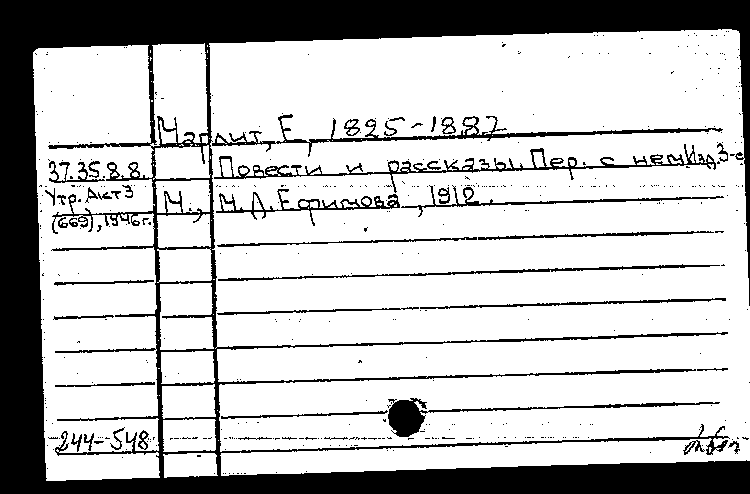 Марлит, Е, 1825-1887
37.35.8.8. Повести и рассказы. Пер. с нем. Изд. 3-е
Утр. Акт 3 М., М. Д. Ефимова, 1912.
(669), 1946г.
244-548